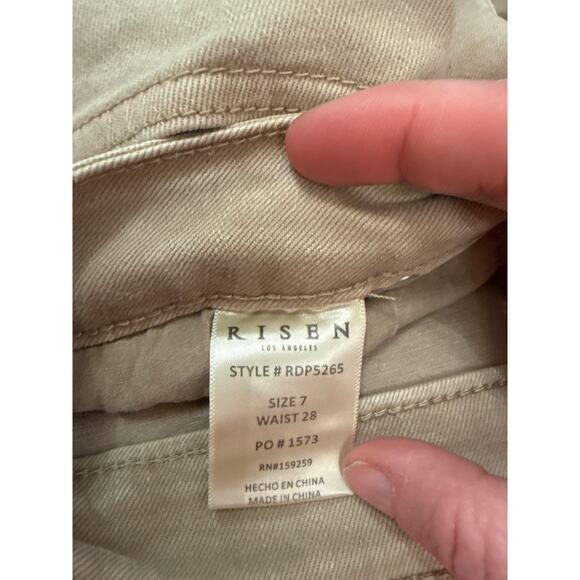 RISEN
LOS ANGELES
STYLE # RDP5265
SIZE 7
WAIST 28
PO # 1573
RN#159259
HECHO EN CHINA
MADE IN CHINA